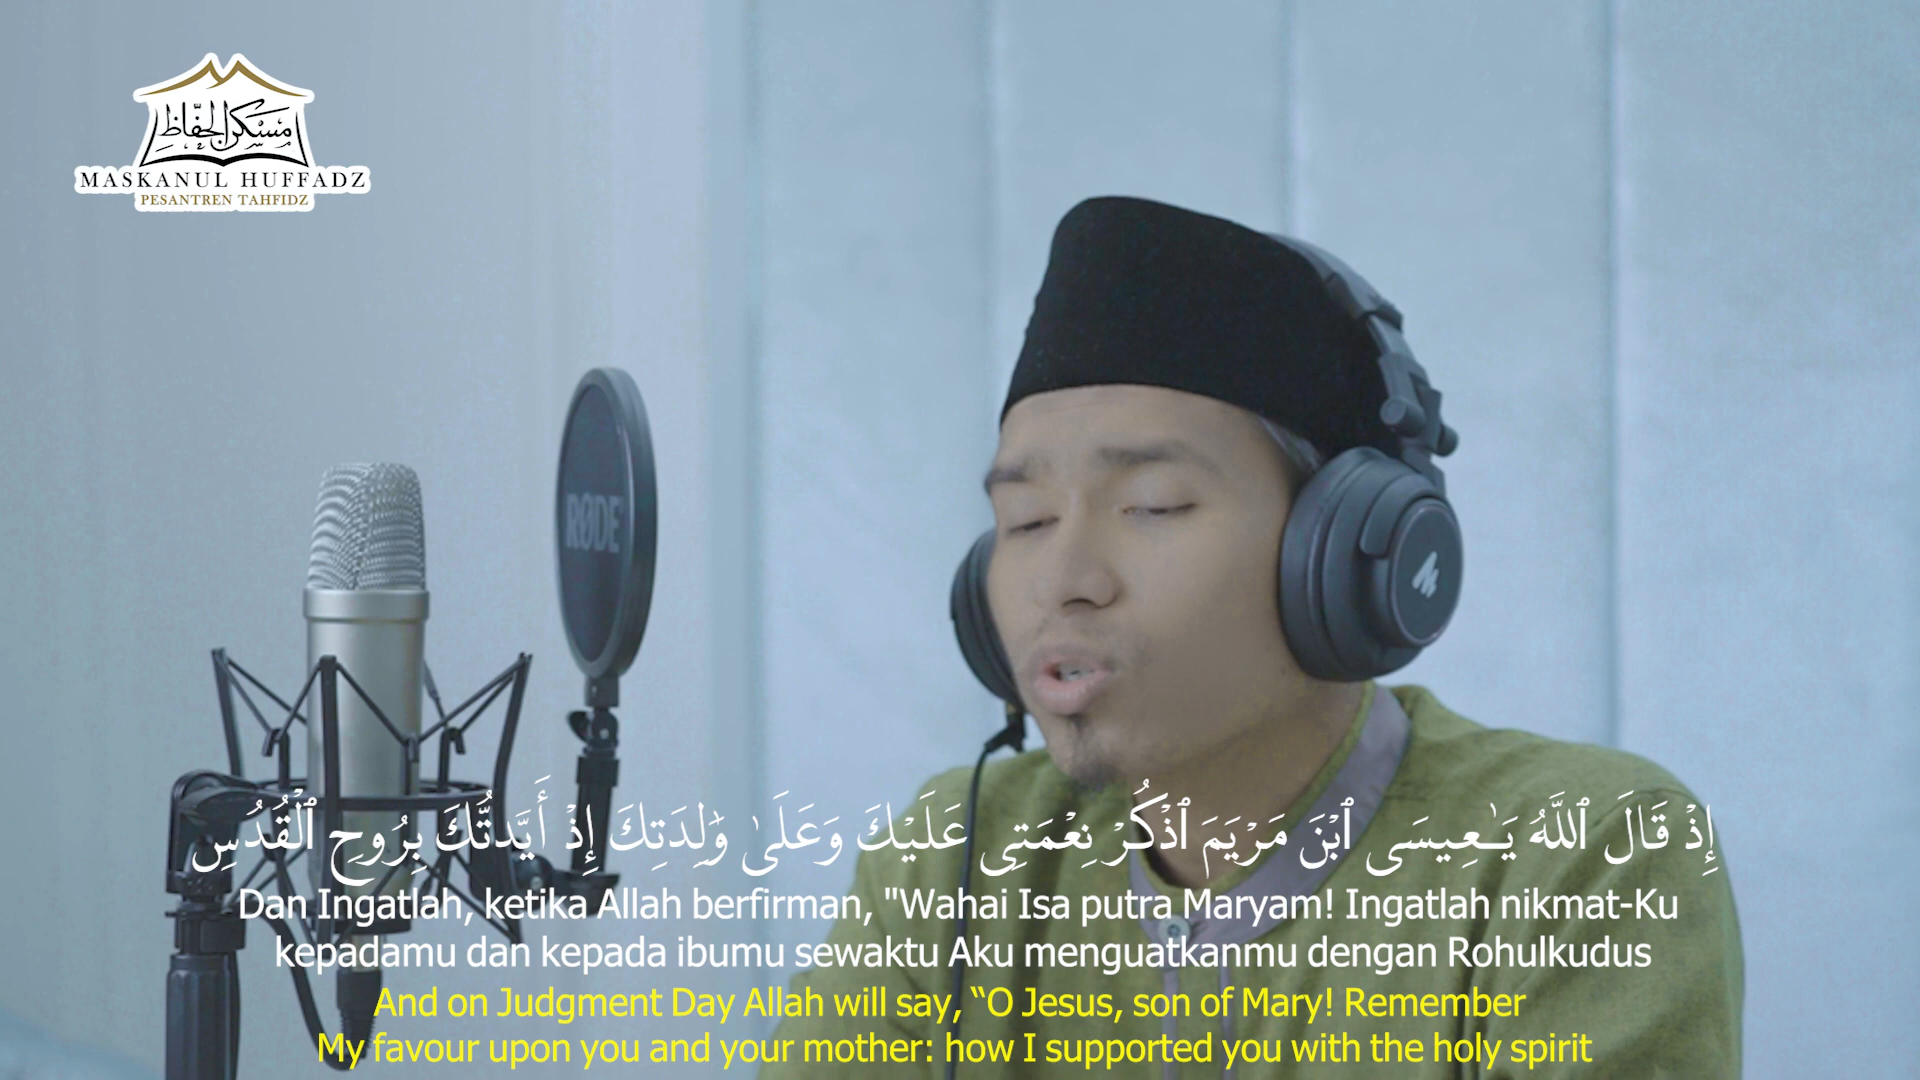 مسكن الحفاظ
MASKANUL HUFFADZ
PESANTREN TAHFIDZ
RØDE
إِذْ قَالَ ٱللَّهُ يَـٰعِيسَى ٱبْنَ مَرْيَمَ ٱذْكُرْ نِعْمَتِى عَلَيْكَ وَعَلَىٰ وَٰلِدَتِكَ إِذْ أَيَّدتُّكَ بِرُوحِ ٱلْقُدُسِ
Dan Ingatlah, ketika Allah berfirman, "Wahai Isa putra Maryam! Ingatlah nikmat-Ku
kepadamu dan kepada ibumu sewaktu Aku menguatkanmu dengan Rohulkudus
And on Judgment Day Allah will say, “O Jesus, son of Mary! Remember
My favour upon you and your mother: how I supported you with the holy spirit